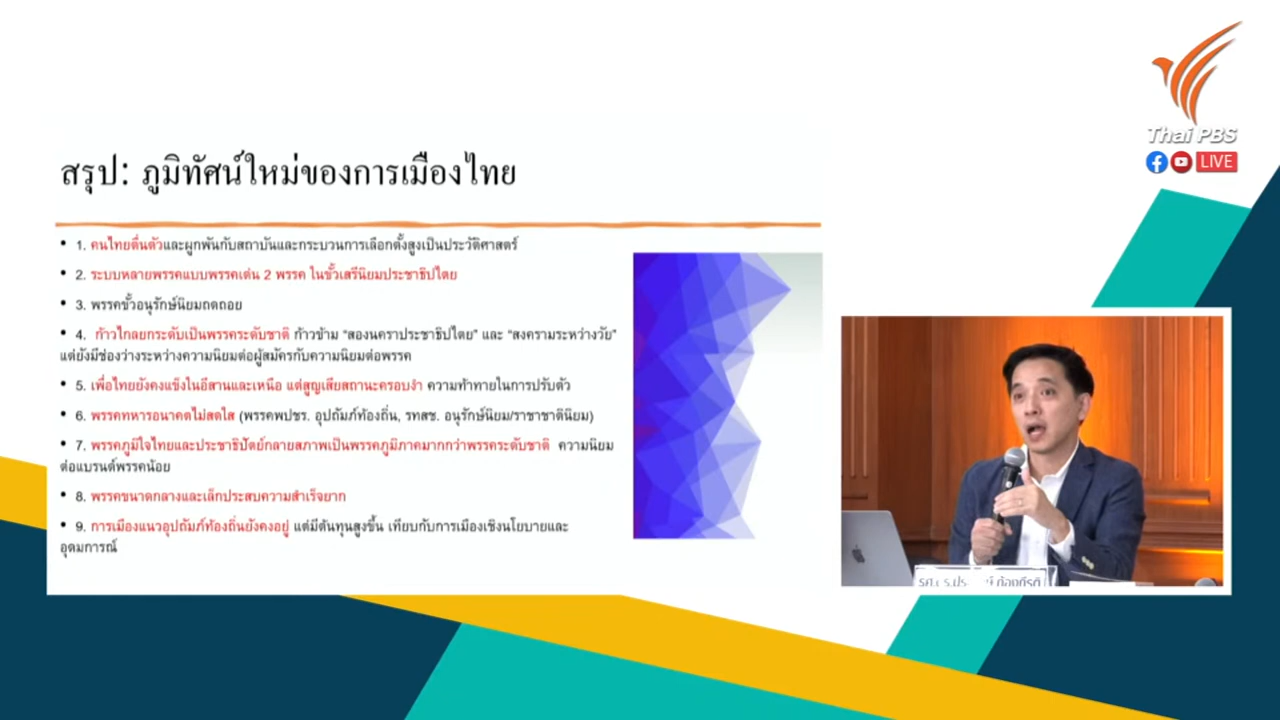 Thai PBS
LIVE
สรุป: ภูมิทัศน์ใหม่ของการเมืองไทย
• 1. คนไทยตื่นตัวและผูกพันกับสถาบันและกระบวนการเลือกตั้งสูงเป็นประวัติศาสตร์
• 2. ระบบหลายพรรคแบบพรรคเด่น 2 พรรค ในขั้วเสรีนิยมประชาธิปไตย
• 3. พรรคขั้วอนุรักษ์นิยมถดถอย
• 4. ก้าวไกลยกระดับเป็นพรรคระดับชาติ ก้าวข้าม "สองนคราประชาธิปไตย" และ "สงครามระหว่างวัย"
แต่ยังมีช่องว่างระหว่างความนิยมต่อผู้สมัครกับความนิยมต่อพรรค
• 5. เพื่อไทยยังคงแข็งในอีสานและเหนือ แต่สูญเสียสถานะครอบงำ ความท้าทายในการปรับตัว
• 6. พรรคทหารอนาคตไม่สดใส (พรรคพปชร. อุปถัมภ์ท้องถิ่น, รทสช. อนุรักษ์นิยม/ราชาชาตินิยม)
• 7. พรรคภูมิใจไทยและประชาธิปัตย์กลายสภาพเป็นพรรคภูมิภาคมากกว่าพรรคระดับชาติ ความนิยม
ต่อแบรนด์พรรคน้อย
• 8. พรรคขนาดกลางและเล็กประสบความสำเร็จยาก
• 9. การเมืองแนวอุปถัมภ์ท้องถิ่นยังคงอยู่ แต่มีต้นทุนสูงขึ้น เทียบกับการเมืองเชิงนโยบายและ
อุดมการณ์